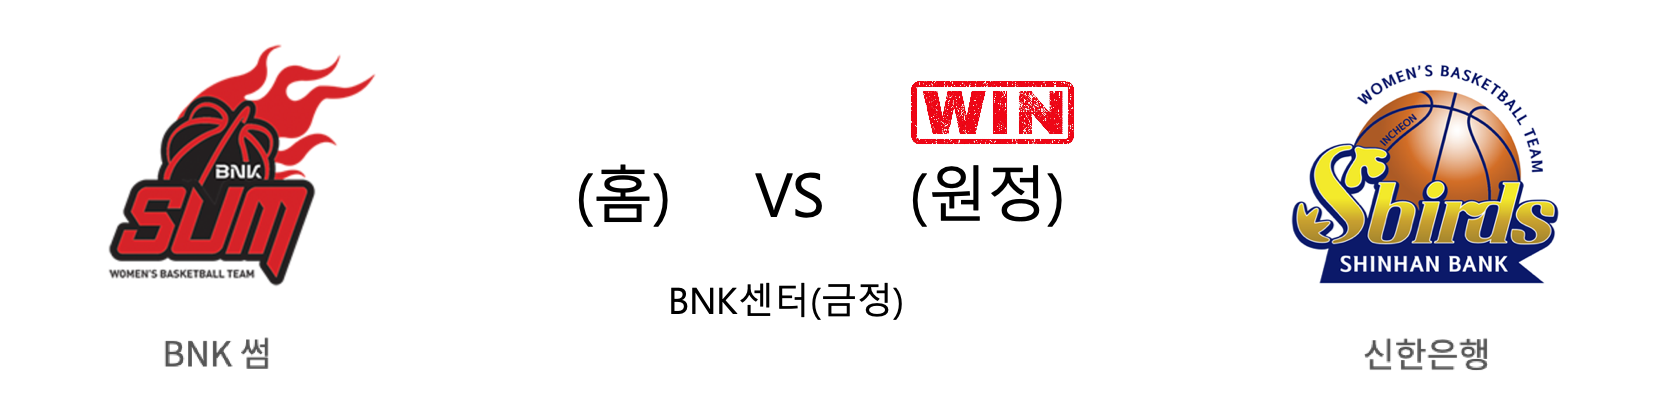 BNK
SUM
WOMEN'S BASKETBALL TEAM
BNK 썸
WIN
(홈) VS (원정)
BNK센터(금정)
WOMEN'S BASKETBALL TEAM
INCHEON
Sbirds
SHINHAN BANK
신한은행